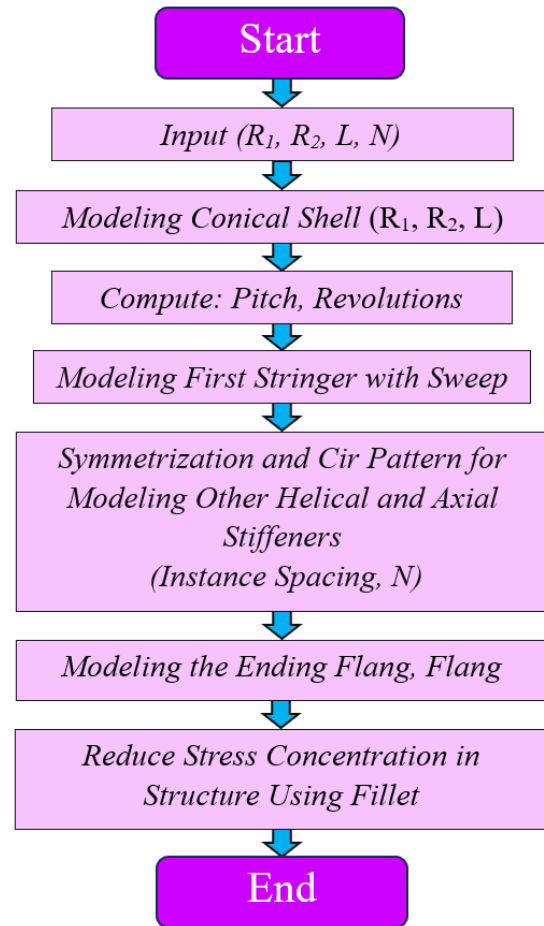 Start
Input (R₁, R₂, L, N)
Modeling Conical Shell (R₁, R₂, L)
Compute: Pitch, Revolutions
Modeling First Stringer with Sweep
Symmetrization and Cir Pattern for
Modeling Other Helical and Axial
Stiffeners
(Instance Spacing, N)
Modeling the Ending Flang, Flang
Reduce Stress Concentration in
Structure Using Fillet
End